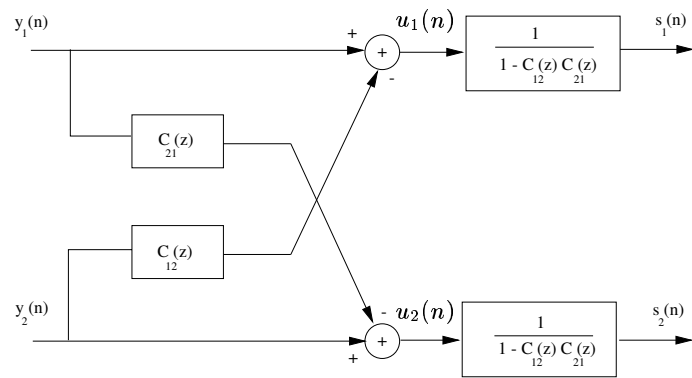 y1(n)
+
+
-
u1(n)
1
1 - C12(z) C21(z)
s1(n)
C21(z)
C12(z)
y2(n)
-
+
+
u2(n)
1
1 - C12(z) C21(z)
s2(n)